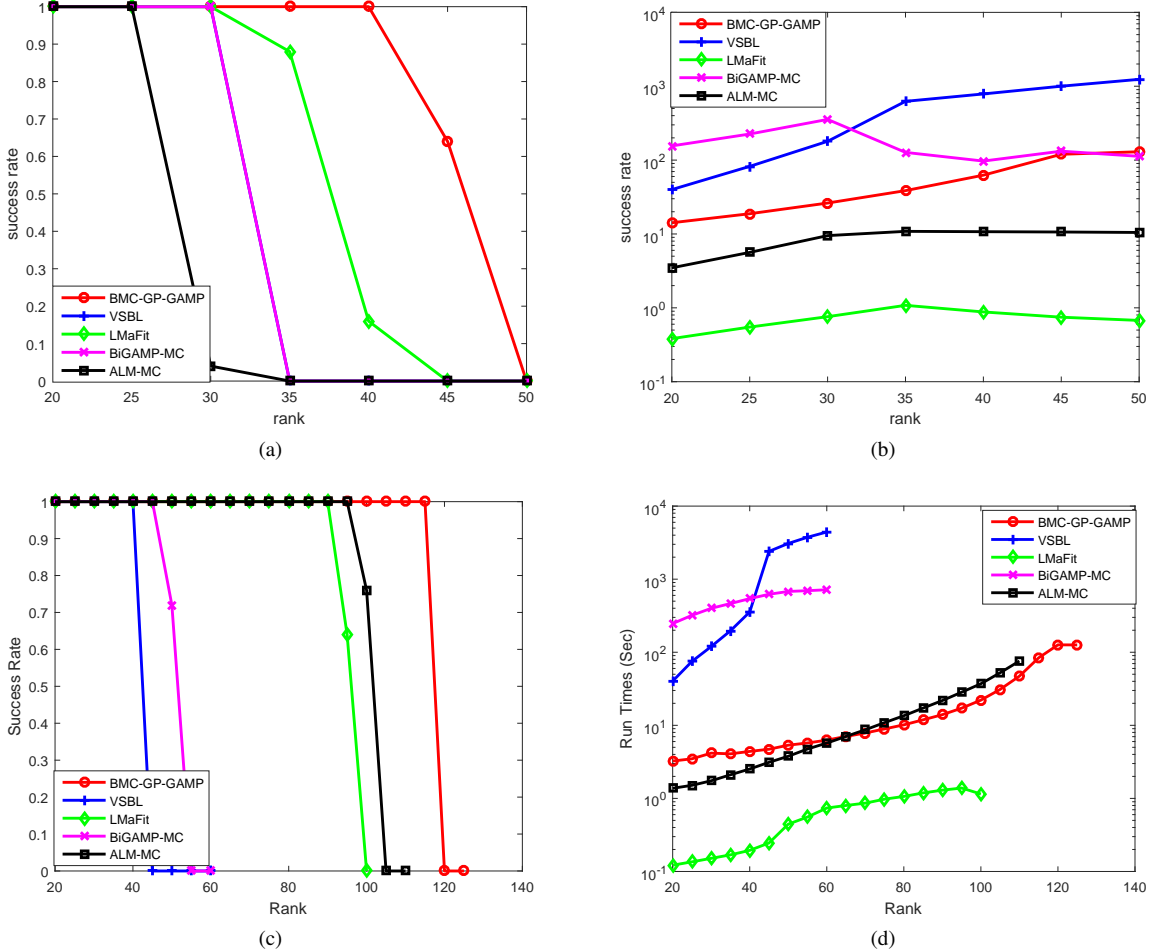 1
0.9
0.8
0.7
0.6
0.5
0.4
0.3
0.2
0.1
0
success rate
BMC-GP-GAMP
VSBL
LMaFit
BiGAMP-MC
ALM-MC
20 25 30 35 40 45 50
rank
(a)
10^4
10^3
10^2
10^1
10^0
10^-1
success rate
BMC-GP-GAMP
VSBL
LMaFit
BiGAMP-MC
ALM-MC
20 25 30 35 40 45 50
rank
(b)
1
0.9
0.8
0.7
0.6
0.5
0.4
0.3
0.2
0.1
0
Success Rate
BMC-GP-GAMP
VSBL
LMaFit
BiGAMP-MC
ALM-MC
20 40 60 80 100 120 140
Rank
(c)
10^4
10^3
10^2
10^1
10^0
10^-1
Run Times (Sec)
BMC-GP-GAMP
VSBL
LMaFit
BiGAMP-MC
ALM-MC
20 40 60 80 100 120 140
Rank
(d)